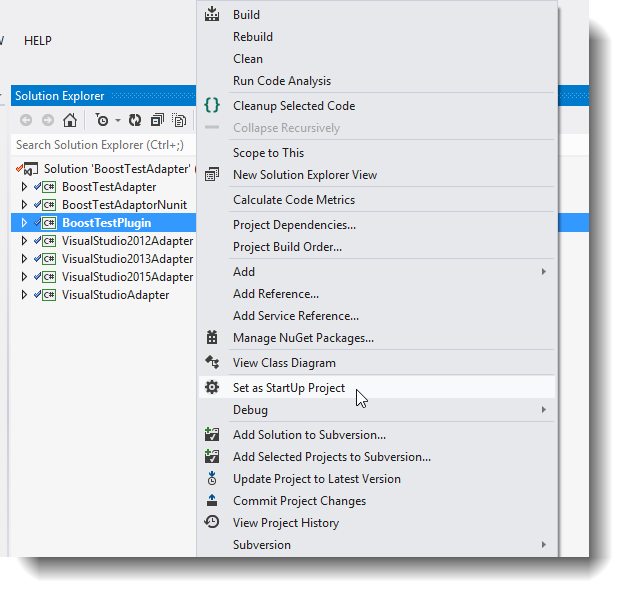 HELP
Solution Explorer
Search Solution Explorer (Ctrl+;)
Solution 'BoostTestAdapter' (
C# BoostTestAdapter
C# BoostTestAdaptorNunit
C# BoostTestPlugin
C# VisualStudio2012Adapter
C# VisualStudio2013Adapter
C# VisualStudio2015Adapter
C# VisualStudioAdapter
Build
Rebuild
Clean
Run Code Analysis
Cleanup Selected Code
Collapse Recursively
Scope to This
New Solution Explorer View
Calculate Code Metrics
Project Dependencies...
Project Build Order...
Add
Add Reference...
Add Service Reference...
Manage NuGet Packages...
View Class Diagram
Set as StartUp Project
Debug
Add Solution to Subversion...
Add Selected Projects to Subversion...
Update Project to Latest Version
Commit Project Changes
View Project History
Subversion